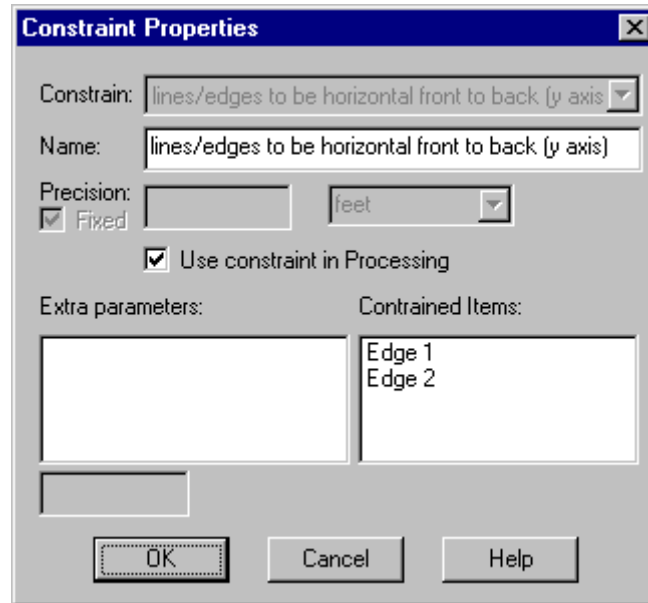 Constraint Properties
Constrain: lines/edges to be horizontal front to back (y axis
Name: lines/edges to be horizontal front to back (y axis)
Precision:
Fixed feet
Use constraint in Processing
Extra parameters: Contrained Items:
Edge 1
Edge 2
OK Cancel Help